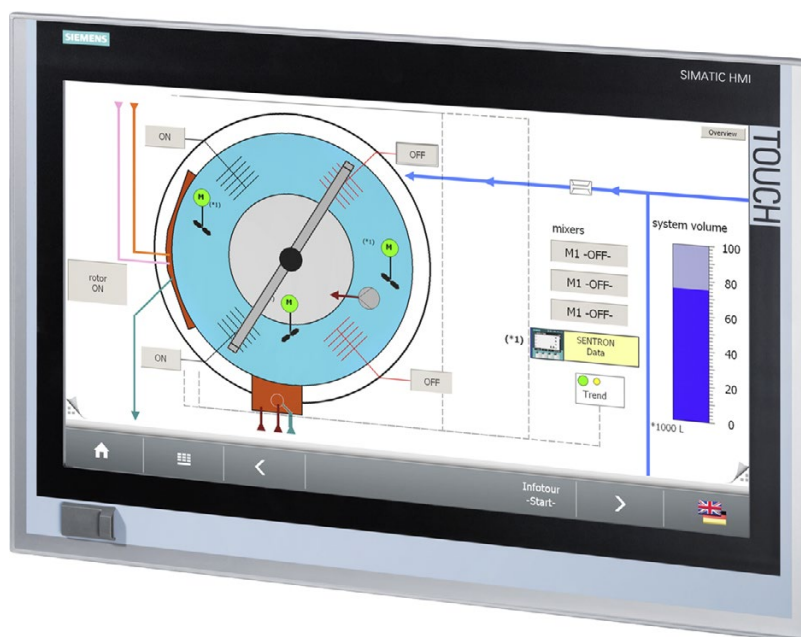 SIEMENS
SIMATIC HMI
TOUCH
Overview
ON
OFF
M
(*1)
(*1)
M
M
)
rotor
ON
ON
OFF
mixers
M1 -OFF-
M1 -OFF-
M1 -OFF-
(*1)
SENTRON
Data
Trend
system volume
100
80
60
40
20
0
*1000 L
Infotour
-Start-